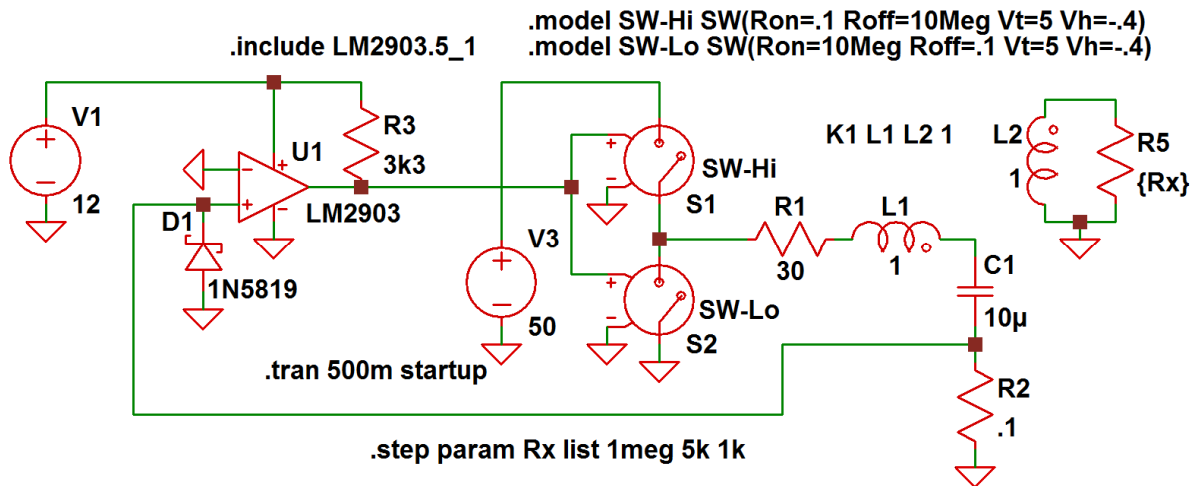 .model SW-Hi SW(Ron=.1 Roff=10Meg Vt=5 Vh=-.4)
.include LM2903.5_1
.model SW-Lo SW(Ron=10Meg Roff=.1 Vt=5 Vh=-.4)
V1
12
R3
3k3
U1
LM2903
D1
1N5819
V3
50
SW-Hi
S1
SW-Lo
S2
R1
30
L1
1
K1 L1 L2 1
L2
1
R5
{Rx}
C1
10µ
R2
.1
.tran 500m startup
.step param Rx list 1meg 5k 1k